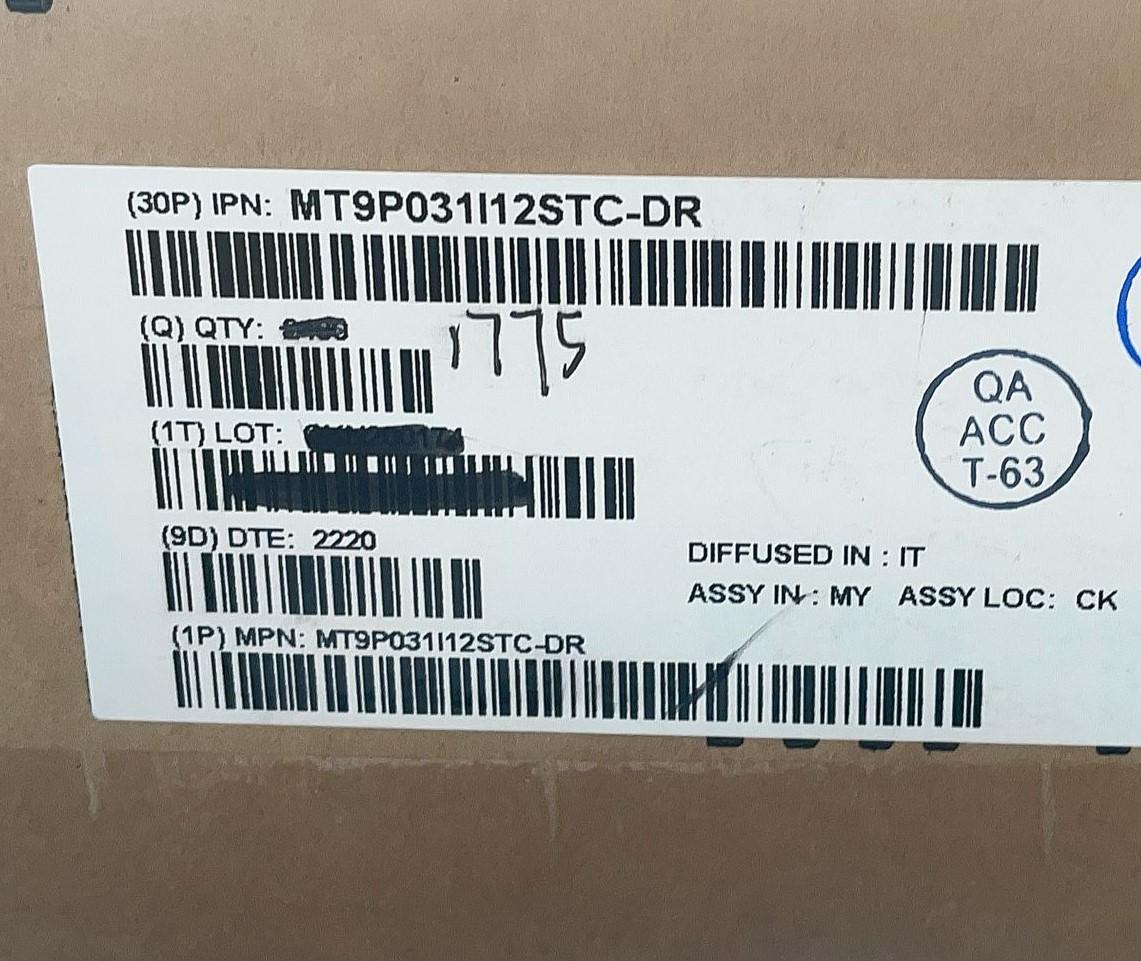 (30P) IPN: MT9P031I12STC-DR
(Q) QTY: 1775
(1T) LOT:
QA
ACC
T-63
(9D) DTE: 2220
DIFFUSED IN : IT
ASSY IN : MY ASSY LOC: CK
(1P) MPN: MT9P031I12STC-DR